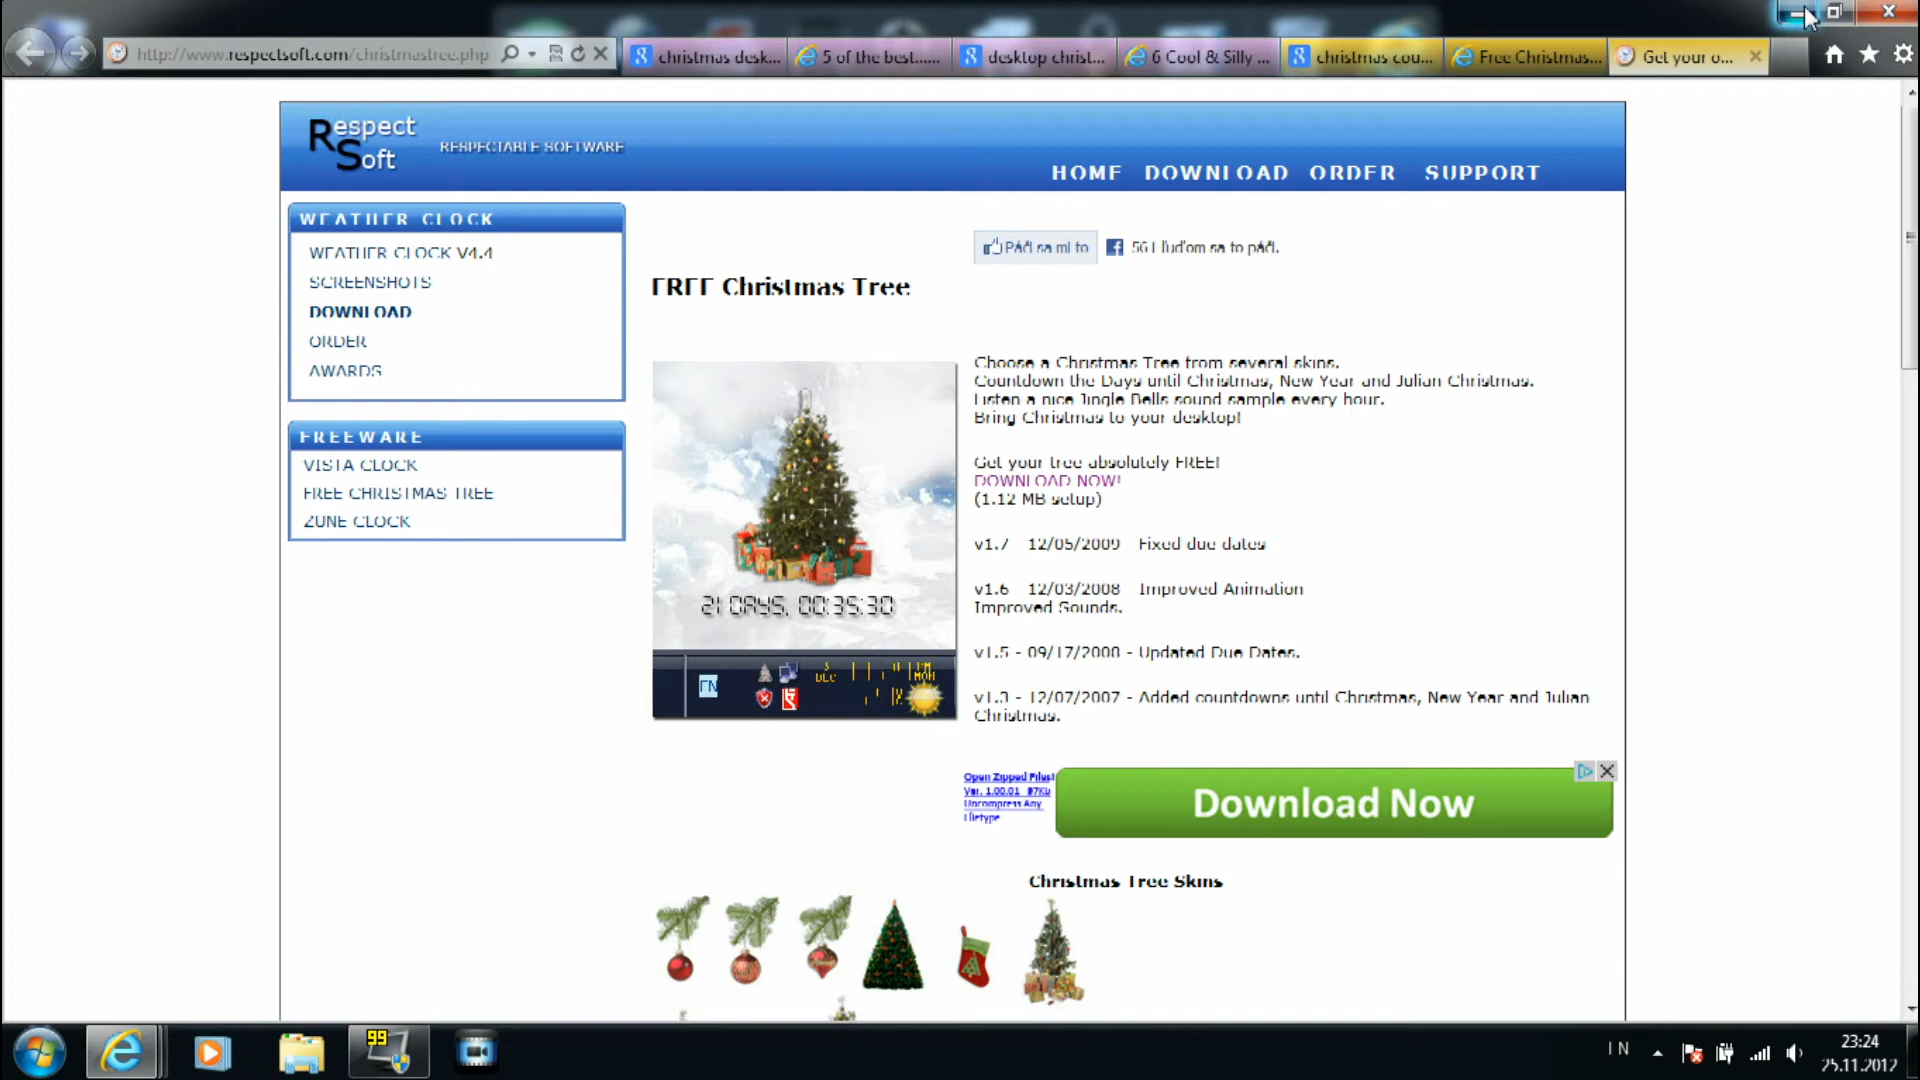 http://www.respectsoft.com/christmastree.php
christmas desk...
5 of the best......
desktop christ...
6 Cool & Silly ...
christmas cou...
Free Christmas...
Get your o...
Respect Soft
RESPECTABLE SOFTWARE
HOME DOWNLOAD ORDER SUPPORT
WEATHER CLOCK
WEATHER CLOCK V4.4
SCREENSHOTS
DOWNLOAD
ORDER
AWARDS
FREEWARE
VISTA CLOCK
FREE CHRISTMAS TREE
ZUNE CLOCK
Páči sa mi to
ľuďom sa to páči.
FREE Christmas Tree
Choose a Christmas Tree from several skins.
Countdown the Days until Christmas, New Year and Julian Christmas.
Listen a nice Jingle Bells sound sample every hour.
Bring Christmas to your desktop!
Get your tree absolutely FREE!
DOWNLOAD NOW!
(1.12 MB setup)
v1.7 12/05/2009 Fixed due dates
v1.6 12/03/2008 Improved Animation
Improved Sounds.
v1.5 - 09/17/2008 - Updated Due Dates.
v1.3 - 12/07/2007 - Added countdowns until Christmas, New Year and Julian
Christmas.
21 DAYS, 00:35:30
EN
DEC
MON
Open Zipped Files!
Ver. 1.00.01 97Kb
Uncompress Any
Filetype
Download Now
Christmas Tree Skins
99
EN
23:24
25.11.2012